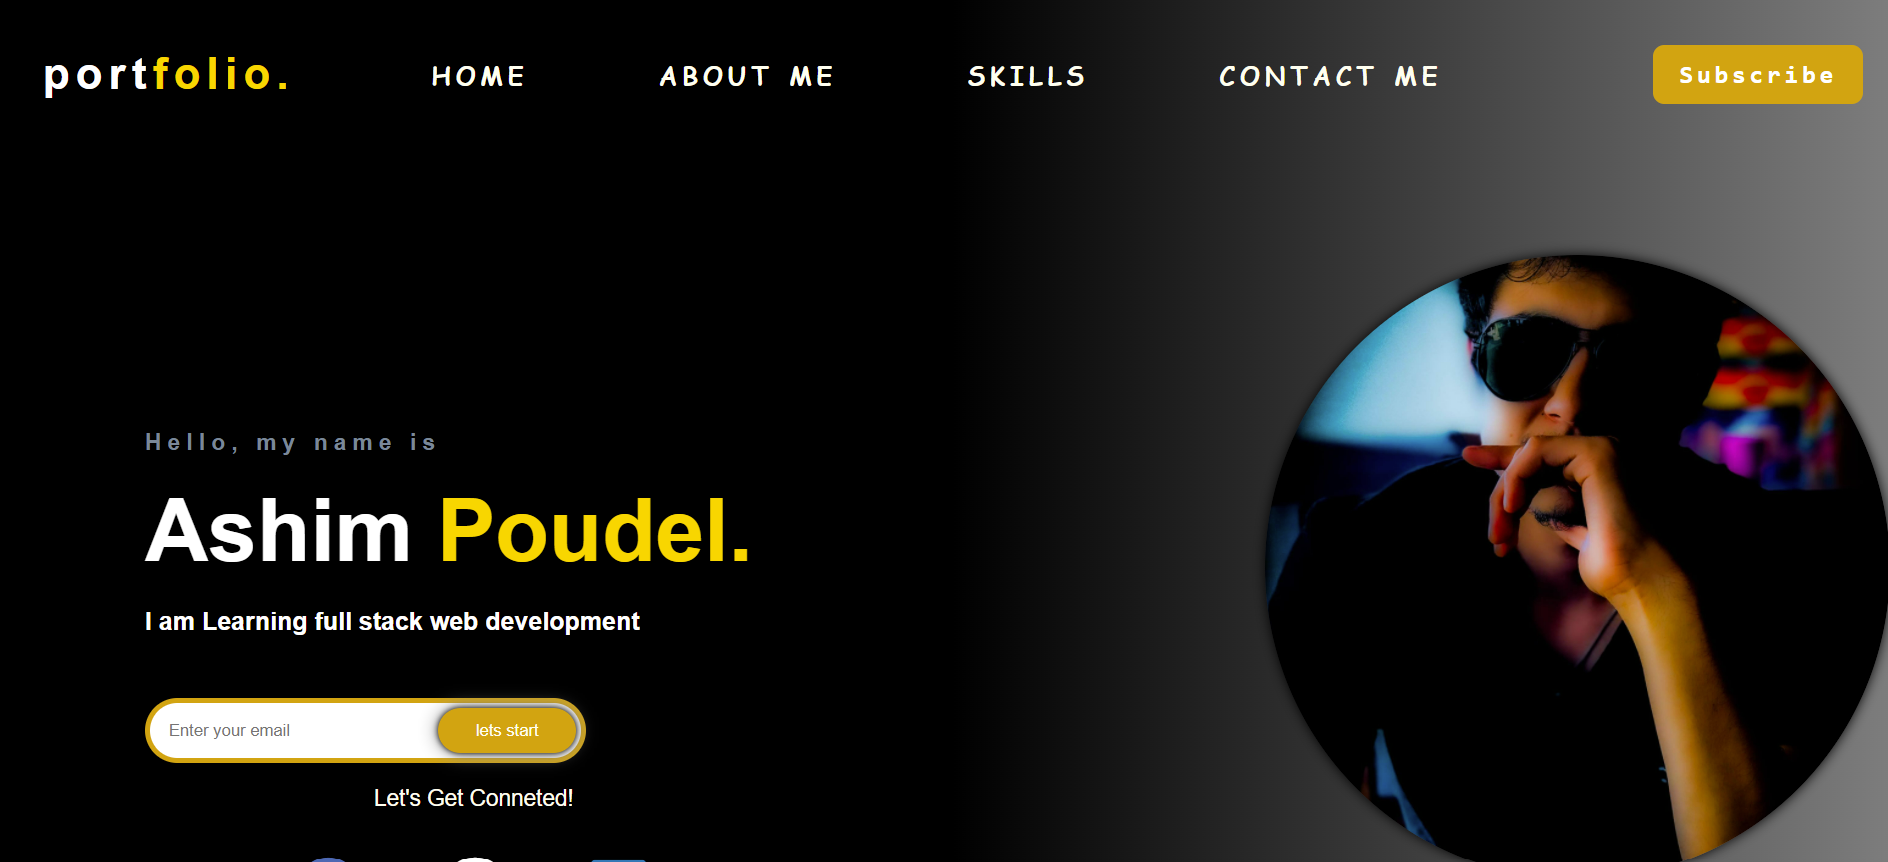 portfolio. HOME ABOUT ME SKILLS CONTACT ME Subscribe
Hello, my name is
Ashim Poudel.
I am Learning full stack web development
Enter your email lets start
Let's Get Conneted!